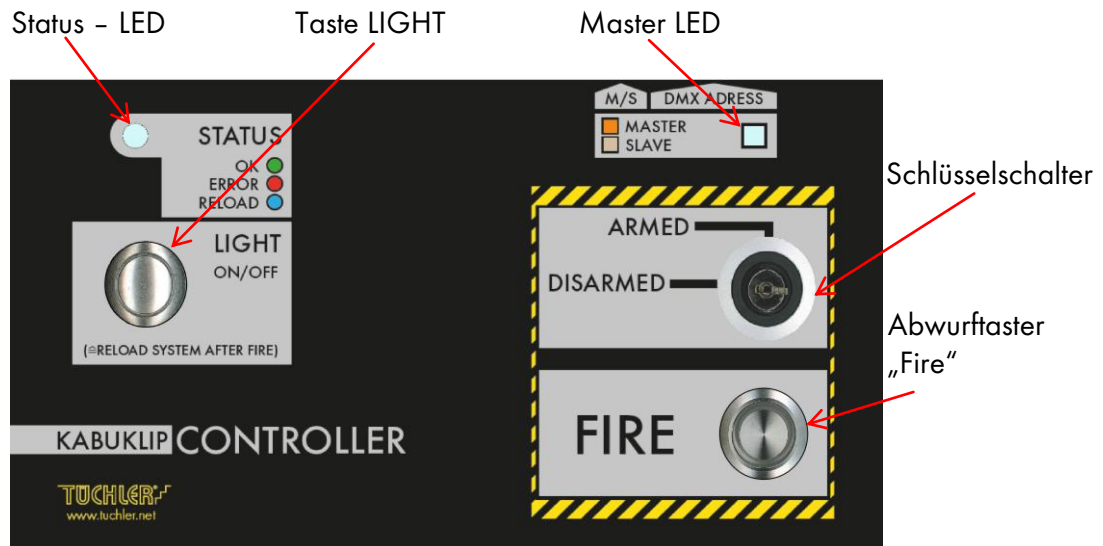 Status – LED
Taste LIGHT
Master LED
M/S
DMX ADRESS
MASTER
SLAVE
STATUS
OK
ERROR
RELOAD
Schlüsselschalter
LIGHT
ON/OFF
ARMED
DISARMED
(≙RELOAD SYSTEM AFTER FIRE)
Abwurftaster
„Fire“
KABUKLIP CONTROLLER
FIRE
TÜCHLER
www.tuchler.net